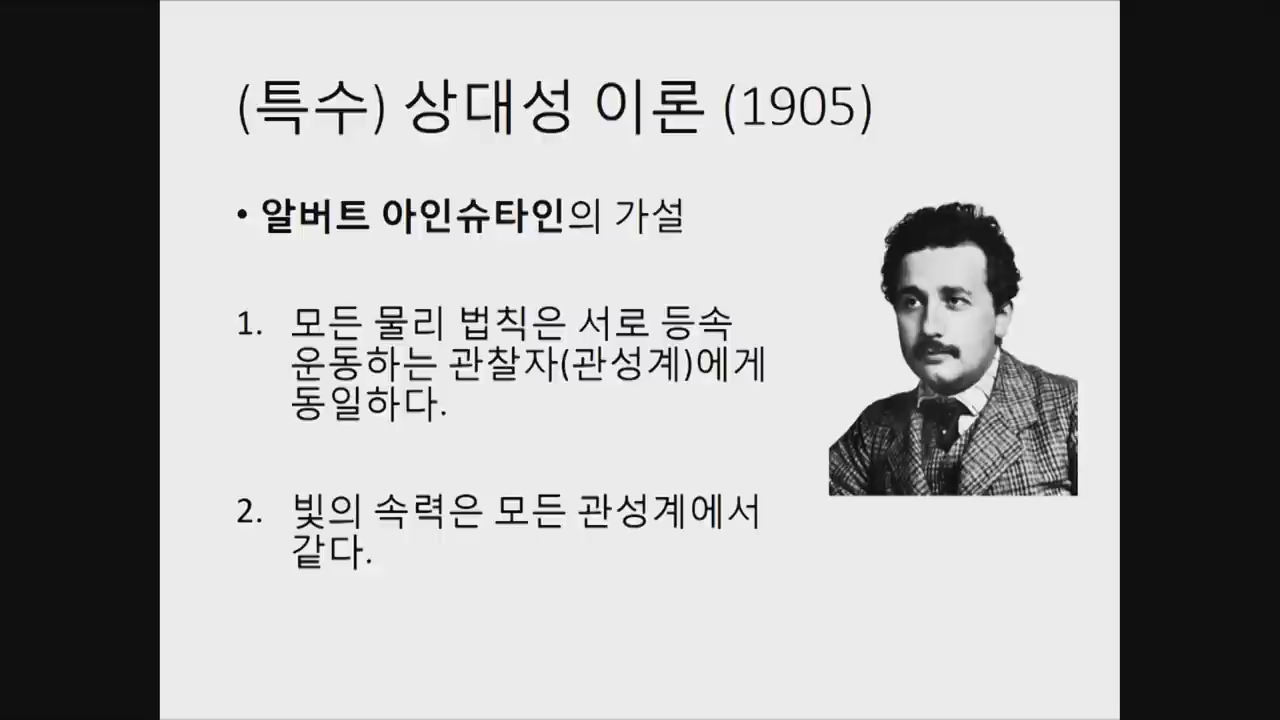 (특수) 상대성 이론 (1905)
• 알버트 아인슈타인의 가설
1. 모든 물리 법칙은 서로 등속
운동하는 관찰자(관성계)에게
동일하다.
2. 빛의 속력은 모든 관성계에서
같다.